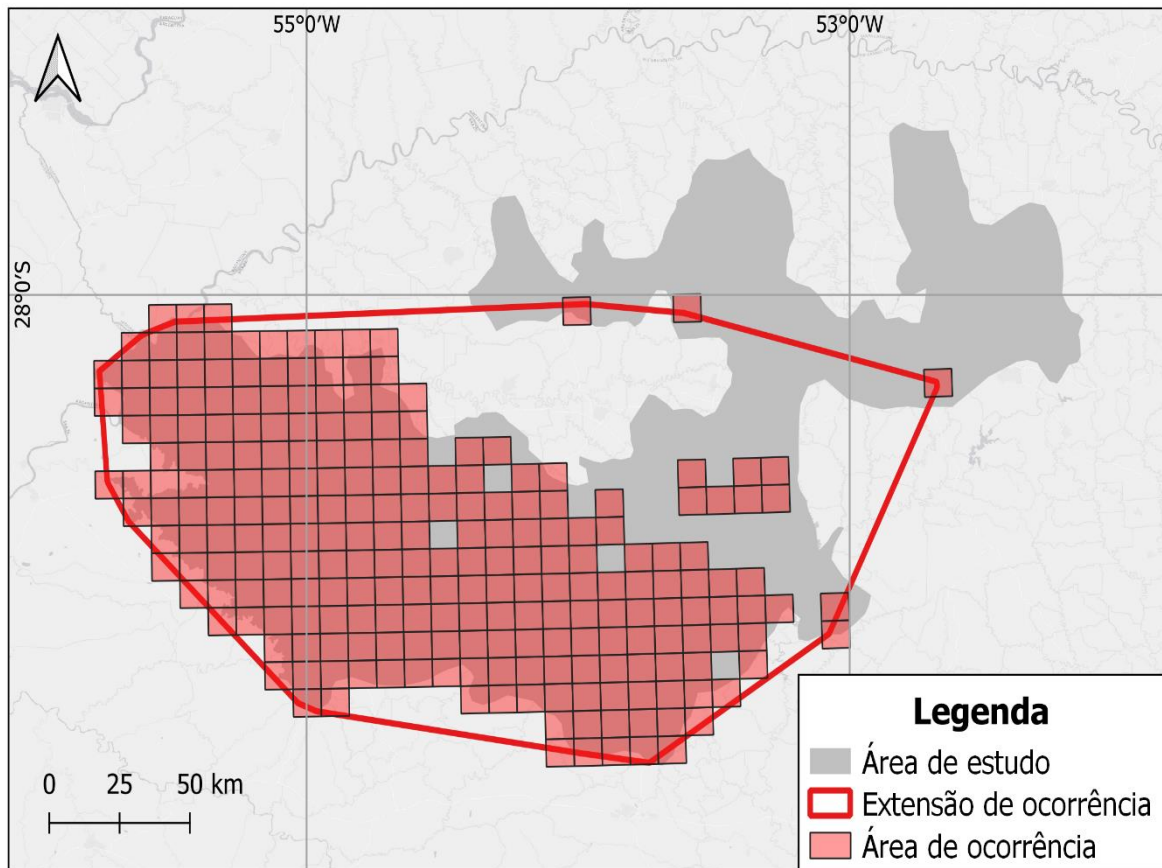 55°0'W
53°0'W
28°0'S
0 25 50 km
Legenda
Área de estudo
Extensão de ocorrência
Área de ocorrência